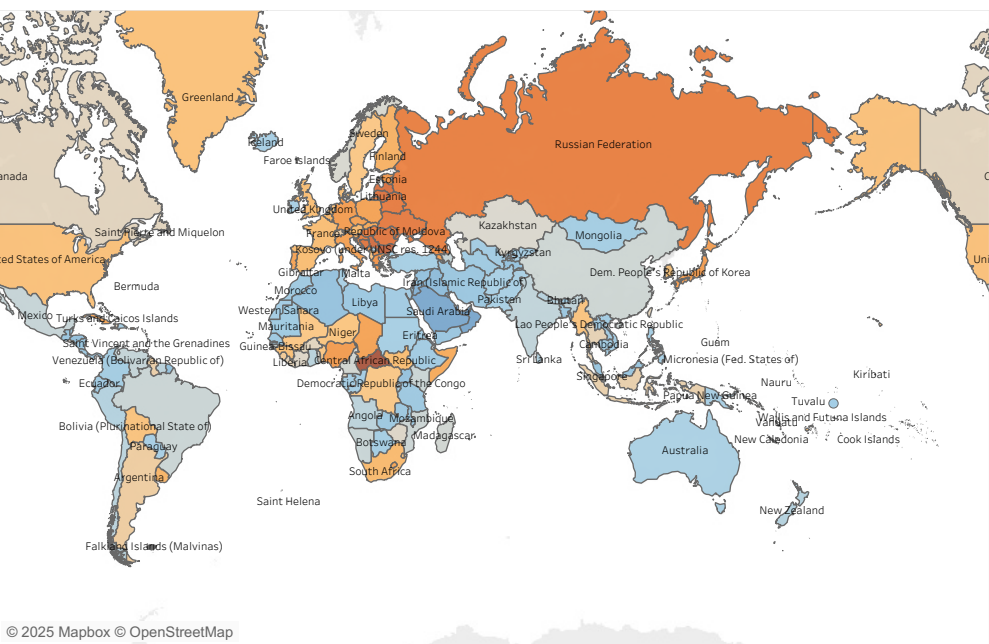 Greenland
Iceland
Sweden
Faroe Islands
Finland
Russian Federation
Estonia
anada
C
Lithuania
United Kingdom
Saint Pierre and Miquelon
France
Republic of Moldova
Kazakhstan
Mongolia
Kosovo (under UNSC res. 1244)
Kyrgyzstan
ted States of America
Uni
Gibraltar
Malta
Iran (Islamic Republic of)
Dem. People's Republic of Korea
Bermuda
Morocco
Libya
Pakistan
Bhutan
Western Sahara
Saudi Arabia
Mexico
Turks and Caicos Islands
Mauritania
Niger
Eritrea
Lao People's Democratic Republic
Saint Vincent and the Grenadines
Guinea-Bissau
Cambodia
Guam
Venezuela (Bolivarian Republic of)
Liberia
Central African Republic
Sri Lanka
Micronesia (Fed. States of)
Ecuador
Democratic Republic of the Congo
Singapore
Nauru
Kiribati
Papua New Guinea
Tuvalu
Angola
Mozambique
Wallis and Futuna Islands
Vanuatu
Bolivia (Plurinational State of)
Botswana
Madagascar
New Caledonia
Cook Islands
Paraguay
Australia
Argentina
South Africa
Saint Helena
New Zealand
Falkland Islands (Malvinas)
© 2025 Mapbox © OpenStreetMap